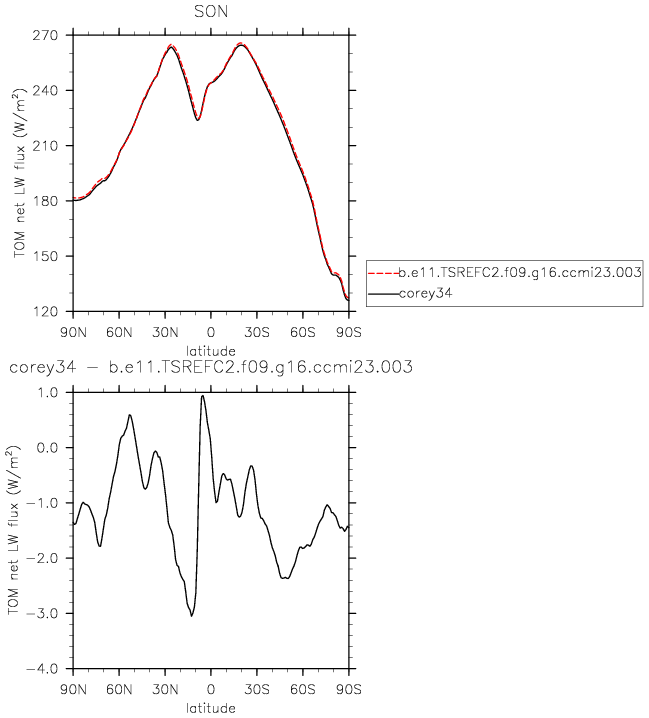 SON
TOM net LW flux (W/m²)
270
240
210
180
150
120
90N 60N 30N 0 30S 60S 90S
latitude
b.e11.TSREFC2.f09.g16.ccmi23.003
corey34
corey34 − b.e11.TSREFC2.f09.g16.ccmi23.003
TOM net LW flux (W/m²)
1.0
0.0
−1.0
−2.0
−3.0
−4.0
90N 60N 30N 0 30S 60S 90S
latitude